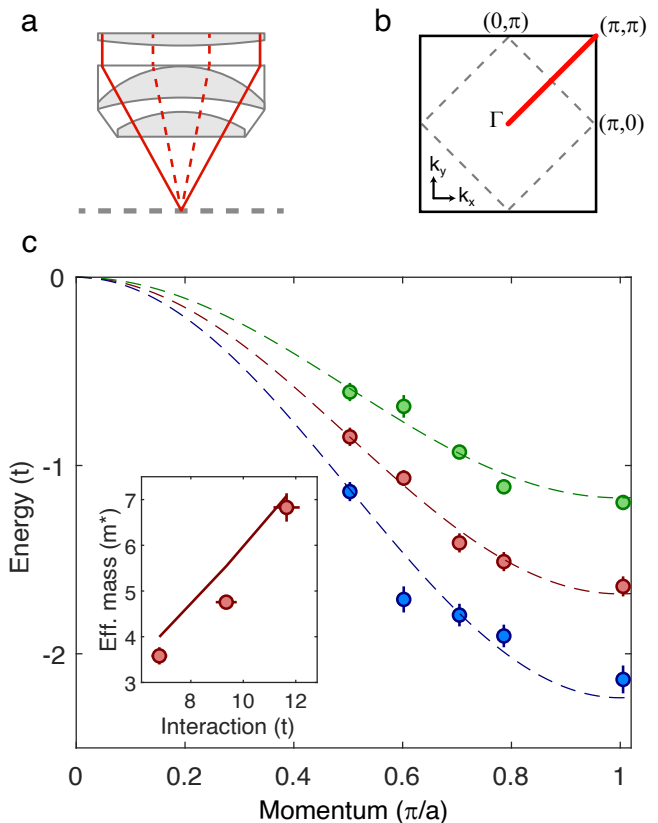 a
b
(0,π)
(π,π)
Γ
(π,0)
k_y
k_x
c
0
-1
-2
Energy (t)
7
6
5
4
3
Eff. mass (m*)
8
10
12
Interaction (t)
0
0.2
0.4
0.6
0.8
1
Momentum (π/a)